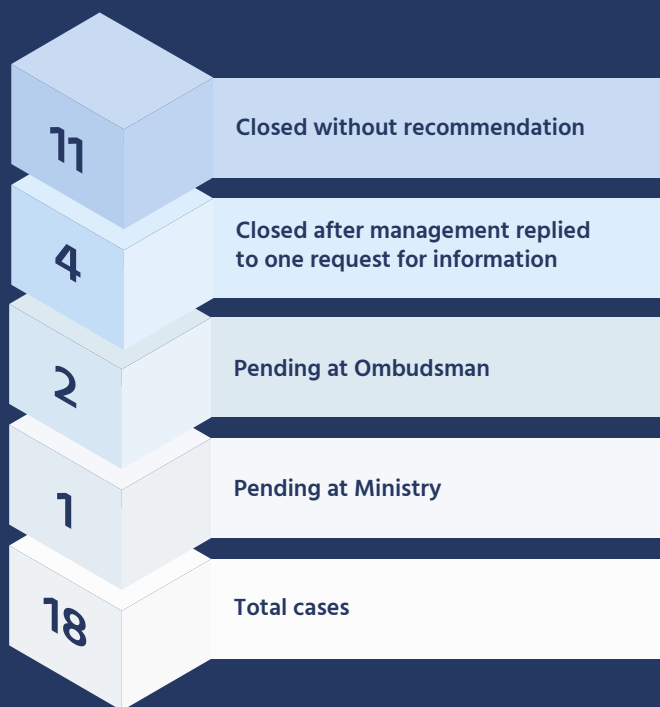 11
Closed without recommendation
4
Closed after management replied
to one request for information
2
Pending at Ombudsman
1
Pending at Ministry
18
Total cases